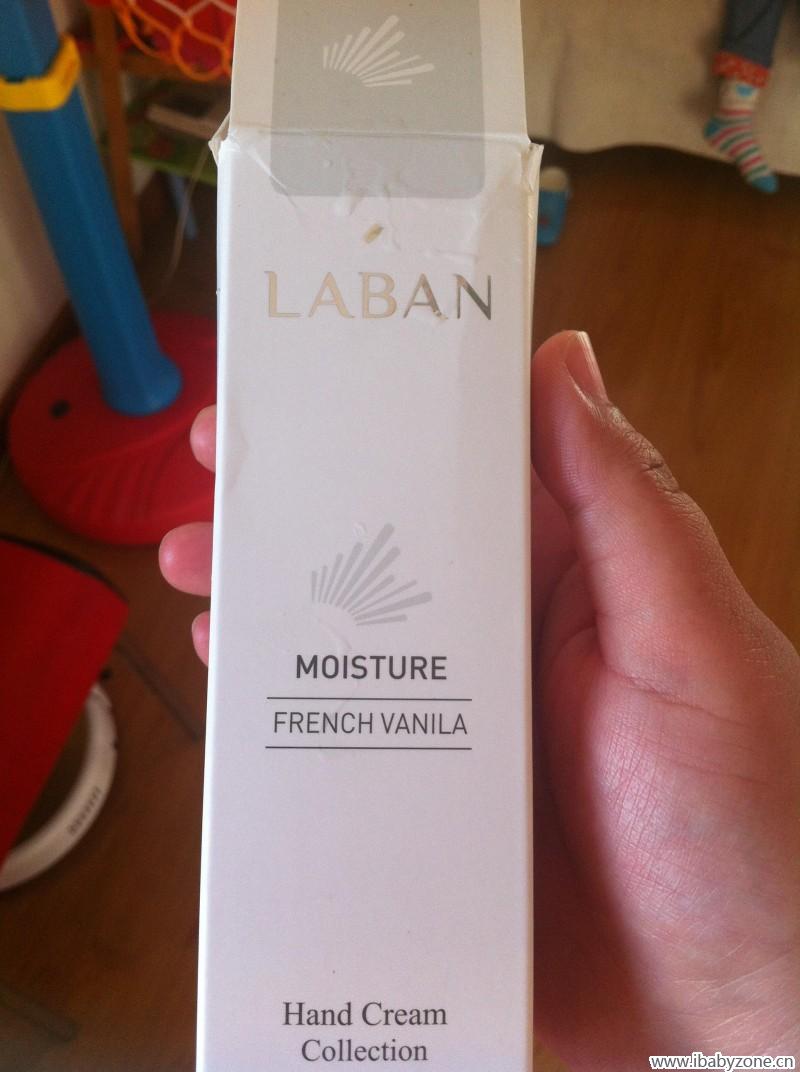 LABAN
MOISTURE
FRENCH VANILA
Hand Cream
Collection
www.ibabyzone.cn